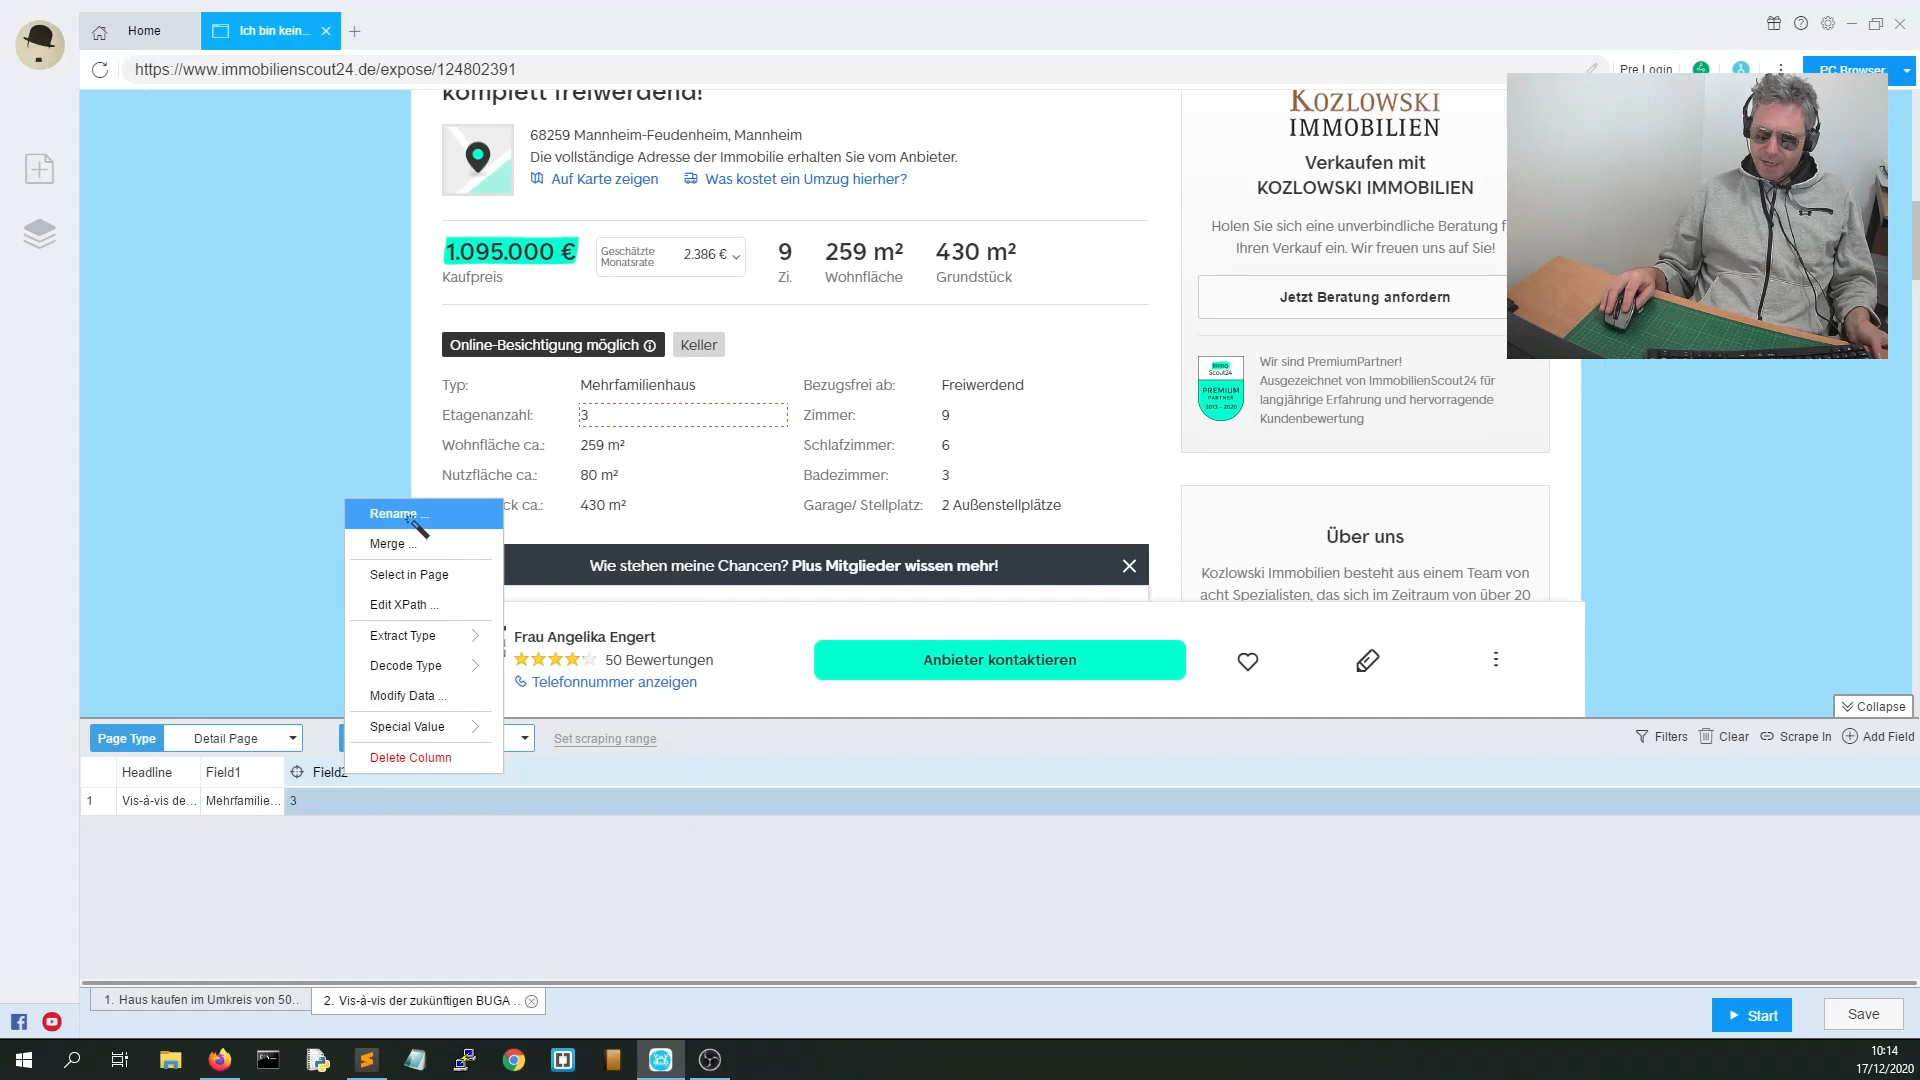 Home
Ich bin kein...
https://www.immobilienscout24.de/expose/124802391
Pre Login
PC Browser
komplett freiwerdend!
68259 Mannheim-Feudenheim, Mannheim
Die vollständige Adresse der Immobilie erhalten Sie vom Anbieter.
Auf Karte zeigen
Was kostet ein Umzug hierher?
1.095.000 €
Kaufpreis
Geschätzte
Monatsrate
2.386 €
9
Zi.
259 m²
Wohnfläche
430 m²
Grundstück
Online-Besichtigung möglich
Keller
Typ: Mehrfamilienhaus
Etagenanzahl: 3
Wohnfläche ca.: 259 m²
Nutzfläche ca.: 80 m²
ck ca.: 430 m²
Bezugsfrei ab: Freiwerdend
Zimmer: 9
Schlafzimmer: 6
Badezimmer: 3
Garage/ Stellplatz: 2 Außenstellplätze
Wie stehen meine Chancen? Plus Mitglieder wissen mehr!
Frau Angelika Engert
50 Bewertungen
Telefonnummer anzeigen
Anbieter kontaktieren
KOZLOWSKI
IMMOBILIEN
Verkaufen mit
KOZLOWSKI IMMOBILIEN
Holen Sie sich eine unverbindliche Beratung f
Ihren Verkauf ein. Wir freuen uns auf Sie!
Jetzt Beratung anfordern
Immo
Scout24
PREMIUM
PARTNER
2013 – 2020
Wir sind PremiumPartner!
Ausgezeichnet von ImmobilienScout24 für
langjährige Erfahrung und hervorragende
Kundenbewertung
Über uns
Kozlowski Immobilien besteht aus einem Team von
acht Spezialisten, das sich im Zeitraum von über 20
Rename ...
Merge ...
Select in Page
Edit XPath ...
Extract Type
Decode Type
Modify Data ...
Special Value
Delete Column
Collapse
Page Type
Detail Page
Set scraping range
Filters
Clear
Scrape In
Add Field
Headline
Field1
Field2
1
Vis-à-vis de...
Mehrfamilie...
3
1. Haus kaufen im Umkreis von 50...
2. Vis-à-vis der zukünftigen BUGA ...
Start
Save
10:14
17/12/2020